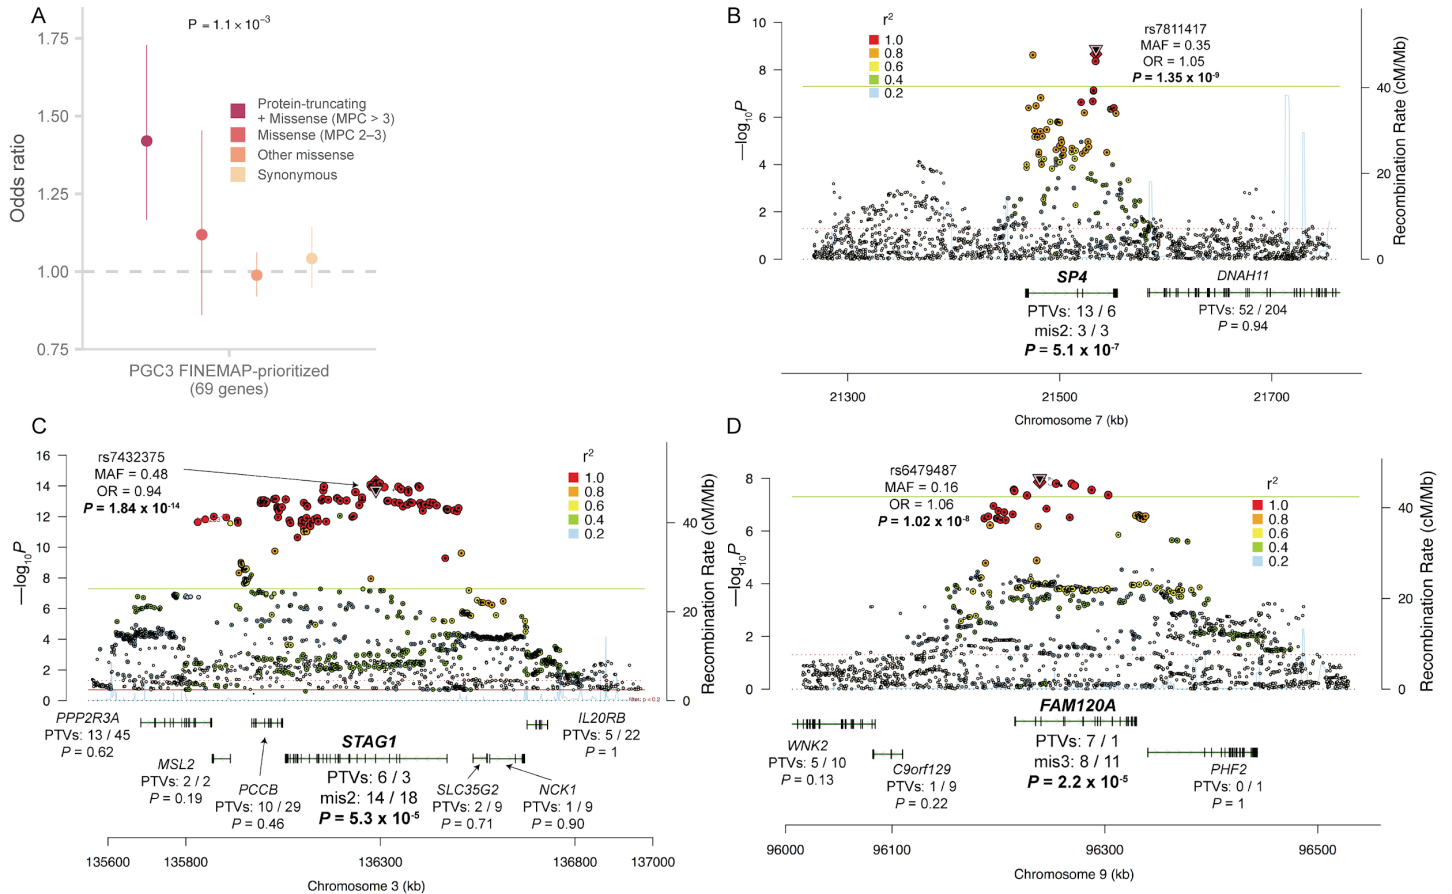 A
P = 1.1 × 10⁻³
1.75
1.50
1.25
1.00
0.75
Odds ratio
Protein-truncating
+ Missense (MPC > 3)
Missense (MPC 2–3)
Other missense
Synonymous
PGC3 FINEMAP-prioritized
(69 genes)
B
10
8
6
4
2
0
—log₁₀P
r²
1.0
0.8
0.6
0.4
0.2
rs7811417
MAF = 0.35
OR = 1.05
P = 1.35 x 10⁻⁹
40
20
0
Recombination Rate (cM/Mb)
SP4
PTVs: 13 / 6
mis2: 3 / 3
P = 5.1 x 10⁻⁷
DNAH11
PTVs: 52 / 204
P = 0.94
21300
21500
21700
Chromosome 7 (kb)
C
16
14
12
10
8
6
4
2
0
—log₁₀P
rs7432375
MAF = 0.48
OR = 0.94
P = 1.84 x 10⁻¹⁴
r²
1.0
0.8
0.6
0.4
0.2
40
20
0
Recombination Rate (cM/Mb)
PPP2R3A
PTVs: 13 / 45
P = 0.62
MSL2
PTVs: 2 / 2
P = 0.19
PCCB
PTVs: 10 / 29
P = 0.46
STAG1
PTVs: 6 / 3
mis2: 14 / 18
P = 5.3 x 10⁻⁵
SLC35G2
PTVs: 2 / 9
P = 0.71
NCK1
PTVs: 1 / 9
P = 0.90
IL20RB
PTVs: 5 / 22
P = 1
135600
135800
136300
136800
137000
Chromosome 3 (kb)
D
8
6
4
2
0
—log₁₀P
rs6479487
MAF = 0.16
OR = 1.06
P = 1.02 x 10⁻⁸
r²
1.0
0.8
0.6
0.4
0.2
40
20
0
Recombination Rate (cM/Mb)
WNK2
PTVs: 5 / 10
P = 0.13
C9orf129
PTVs: 1 / 9
P = 0.22
FAM120A
PTVs: 7 / 1
mis3: 8 / 11
P = 2.2 x 10⁻⁵
PHF2
PTVs: 0 / 1
P = 1
96000
96100
96300
96500
Chromosome 9 (kb)